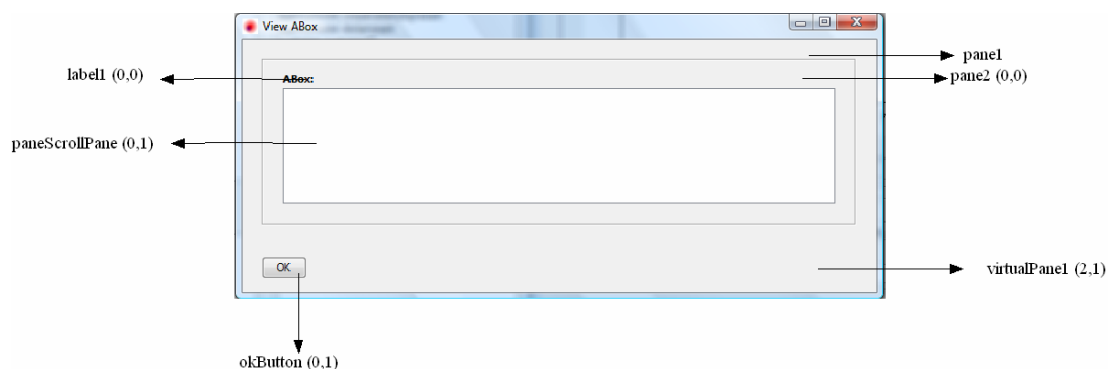 View ABox
pane1
label1 (0,0)
ABox:
pane2 (0,0)
paneScrollPane (0,1)
OK
virtualPane1 (2,1)
okButton (0,1)